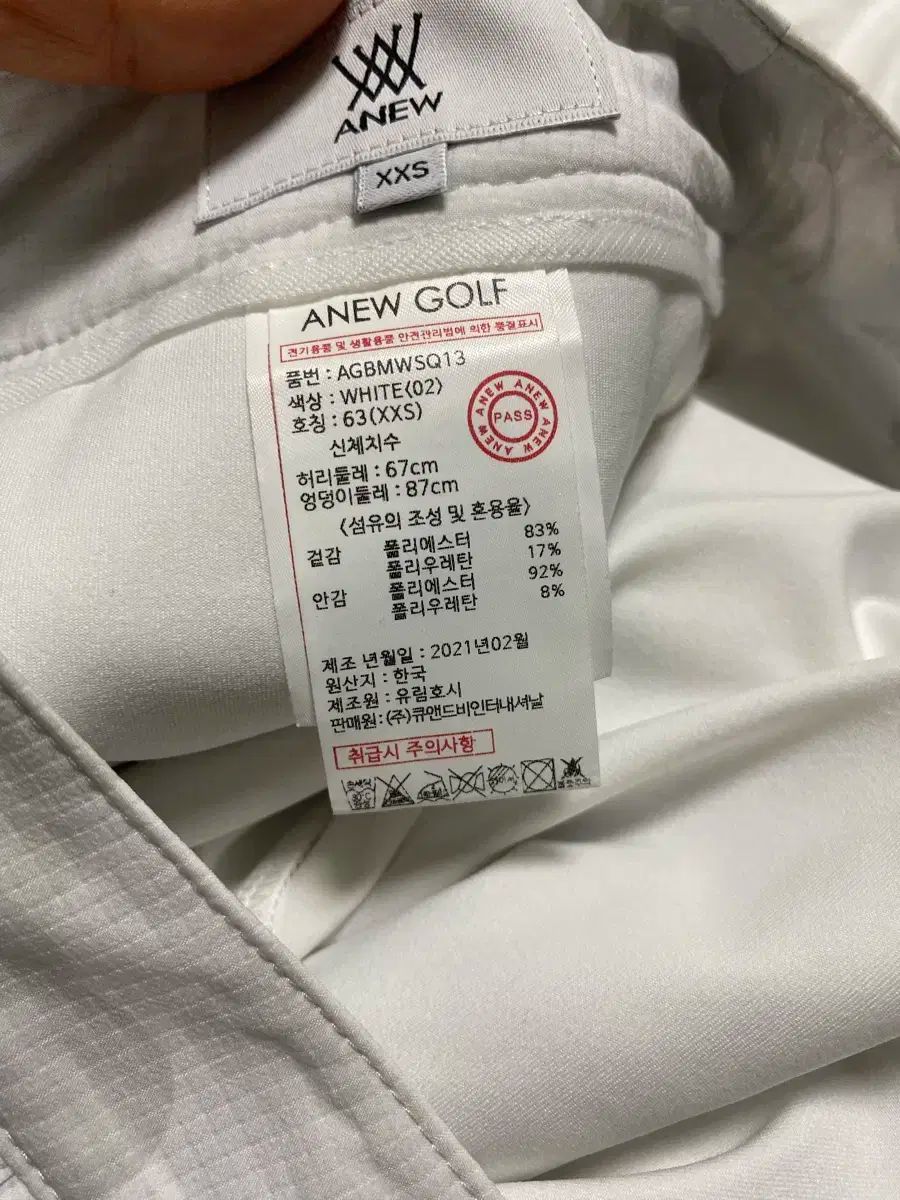 ANEW
XXS
ANEW GOLF
전기용품 및 생활용품 안전관리법에 의한 품질표시
품번 : AGBMWSQ13
색상 : WHITE(02)
호칭 : 63(XXS)
신체치수
허리둘레 : 67cm
엉덩이둘레 : 87cm
ANEW ANEW ANEW ANEW
PASS
〈섬유의 조성 및 혼용율〉
겉감 폴리에스터 83%
폴리우레탄 17%
안감 폴리에스터 92%
폴리우레탄 8%
제조 년월일 : 2021년02월
원산지 : 한국
제조원 : 유림호시
판매원 : (주)큐앤드비인터내셔날
취급시 주의사항